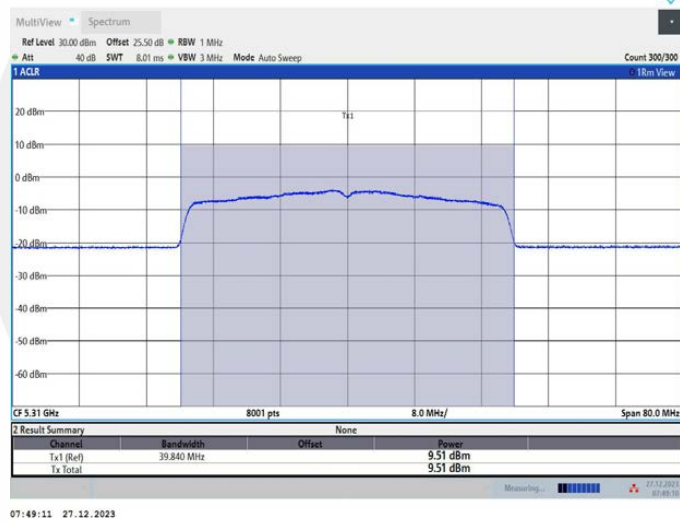 MultiView Spectrum
Ref Level 30.00 dBm Offset 25.50 dB RBW 1 MHz
Att 40 dB SWT 8.01 ms VBW 3 MHz Mode Auto Sweep Count 300/300
1 ACLR 1Rm View
20 dBm
Tx1
10 dBm
0 dBm
-10 dBm
-20 dBm
-30 dBm
-40 dBm
-50 dBm
-60 dBm
CF 5.31 GHz 8001 pts 8.0 MHz/ Span 80.0 MHz
2 Result Summary None
Channel Bandwidth Offset Power
Tx1 (Ref) 39.840 MHz 9.51 dBm
Tx Total 9.51 dBm
Measuring... 27.12.2023
07:49:10
07:49:11 27.12.2023